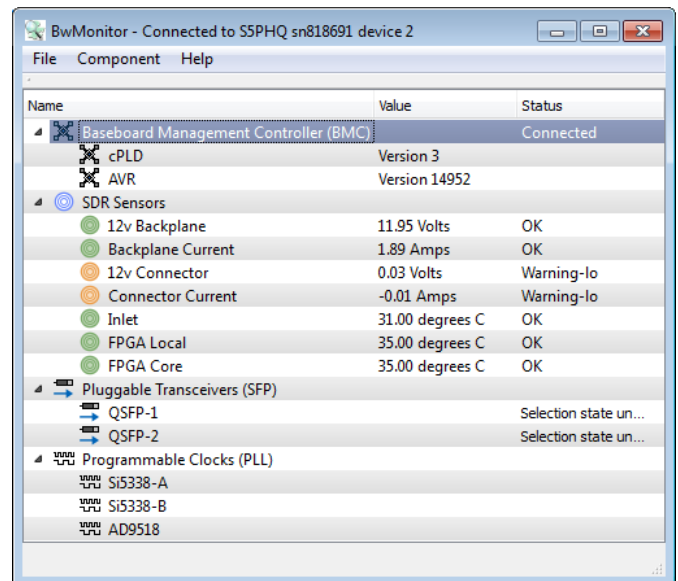 BwMonitor - Connected to S5PHQ sn818691 device 2
File Component Help
Name Value Status
Baseboard Management Controller (BMC) Connected
cPLD Version 3
AVR Version 14952
SDR Sensors
12v Backplane 11.95 Volts OK
Backplane Current 1.89 Amps OK
12v Connector 0.03 Volts Warning-lo
Connector Current -0.01 Amps Warning-lo
Inlet 31.00 degrees C OK
FPGA Local 35.00 degrees C OK
FPGA Core 35.00 degrees C OK
Pluggable Transceivers (SFP)
QSFP-1 Selection state un...
QSFP-2 Selection state un...
Programmable Clocks (PLL)
Si5338-A
Si5338-B
AD9518